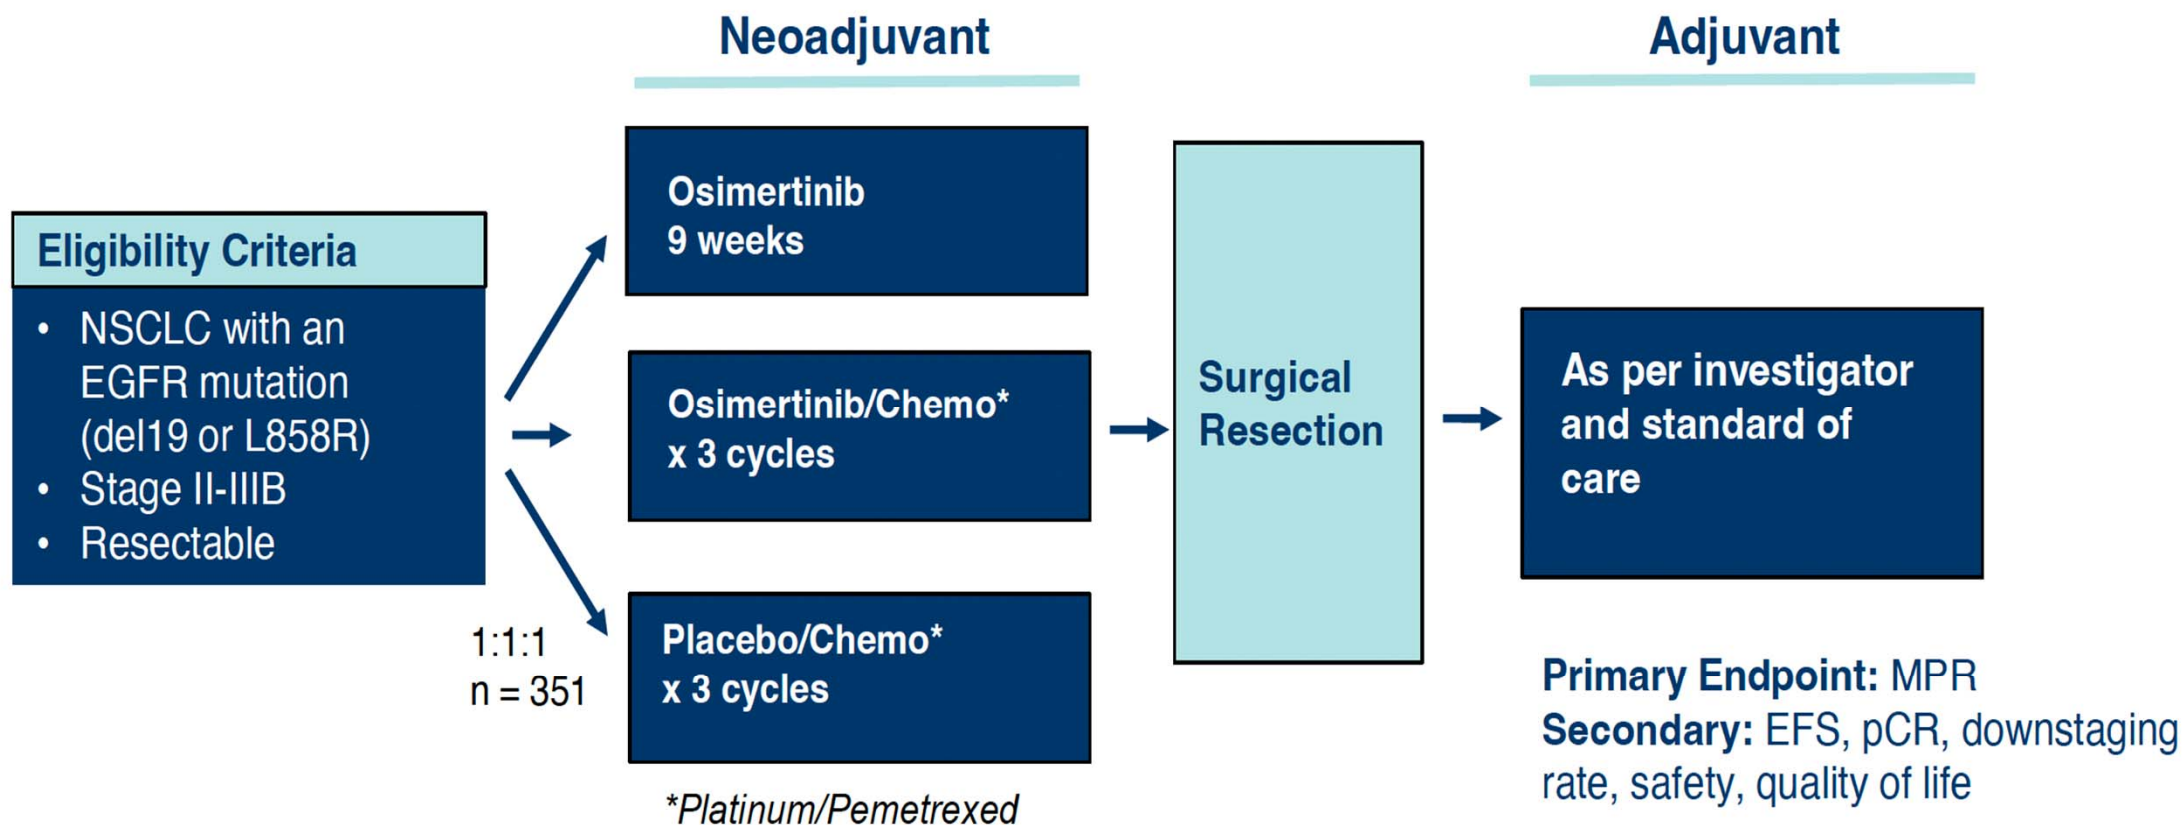 Neoadjuvant
Adjuvant
Eligibility Criteria
• NSCLC with an
EGFR mutation
(del19 or L858R)
• Stage II-IIIB
• Resectable
1:1:1
n = 351
Osimertinib
9 weeks
Osimertinib/Chemo*
x 3 cycles
Placebo/Chemo*
x 3 cycles
*Platinum/Pemetrexed
Surgical
Resection
As per investigator
and standard of
care
Primary Endpoint: MPR
Secondary: EFS, pCR, downstaging
rate, safety, quality of life